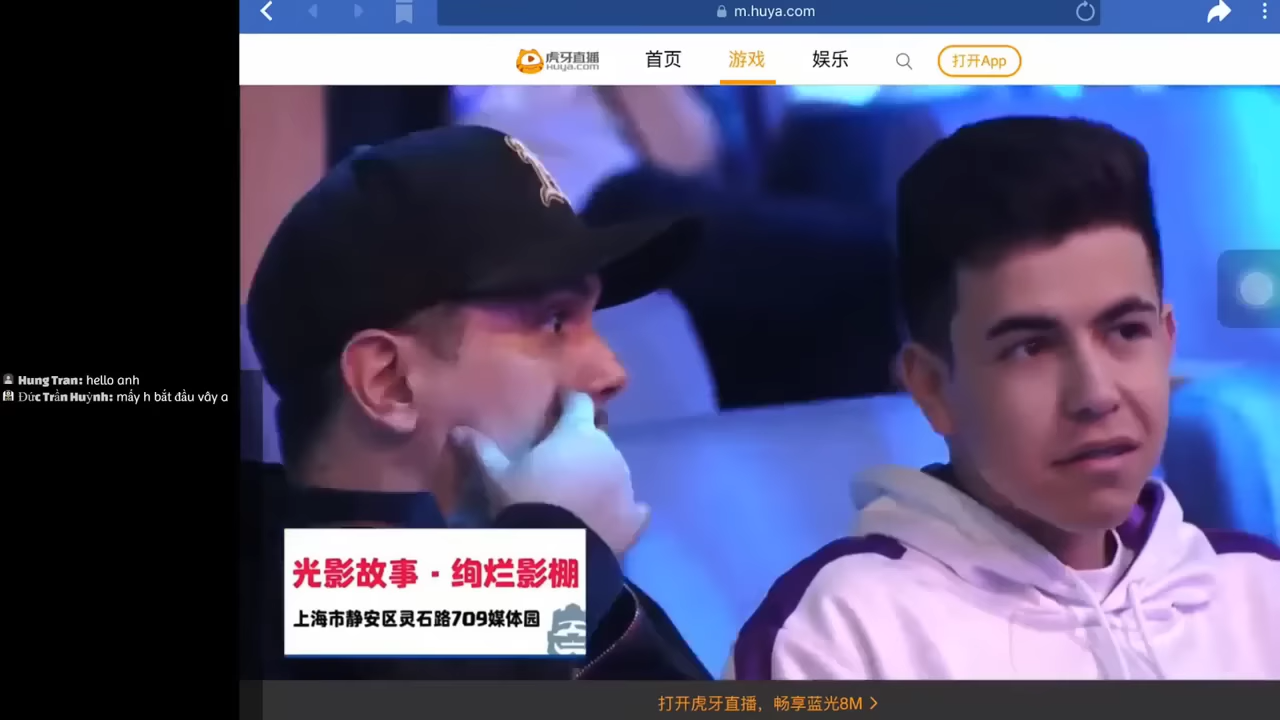 m.huya.com
虎牙直播
HUYA.COM
首页
游戏
娱乐
打开App
Hung Tran: hello anh
Đức Trần Huỳnh: mấy h bắt đầu vây a
光影故事 · 绚烂影棚
上海市静安区灵石路709媒体园
打开虎牙直播，畅享蓝光8M >